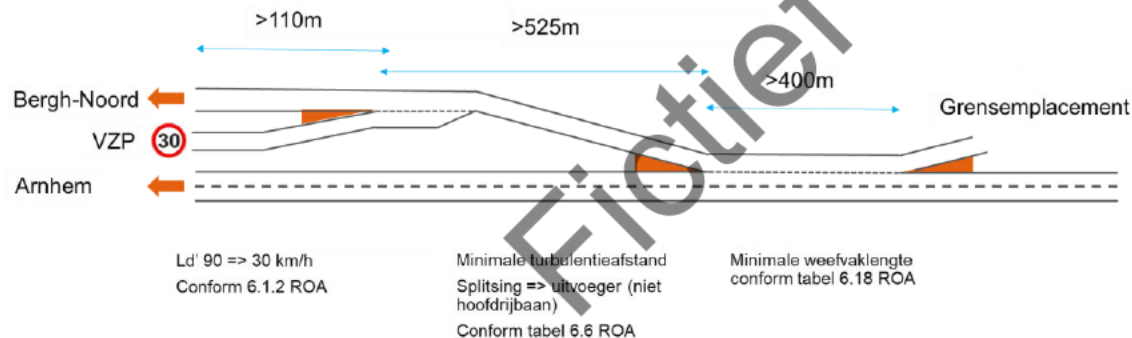 >110m
>525m
>400m
Bergh-Noord
Grensemplacement
VZP 30
Arnhem
Ld' 90 => 30 km/h
Conform 6.1.2 ROA
Minimale turbulentieafstand
Splitsing => uitvoeger (niet
hoofdrijbaan)
Conform tabel 6.6 ROA
Minimale weefvaklengte
conform tabel 6.18 ROA
Fictief